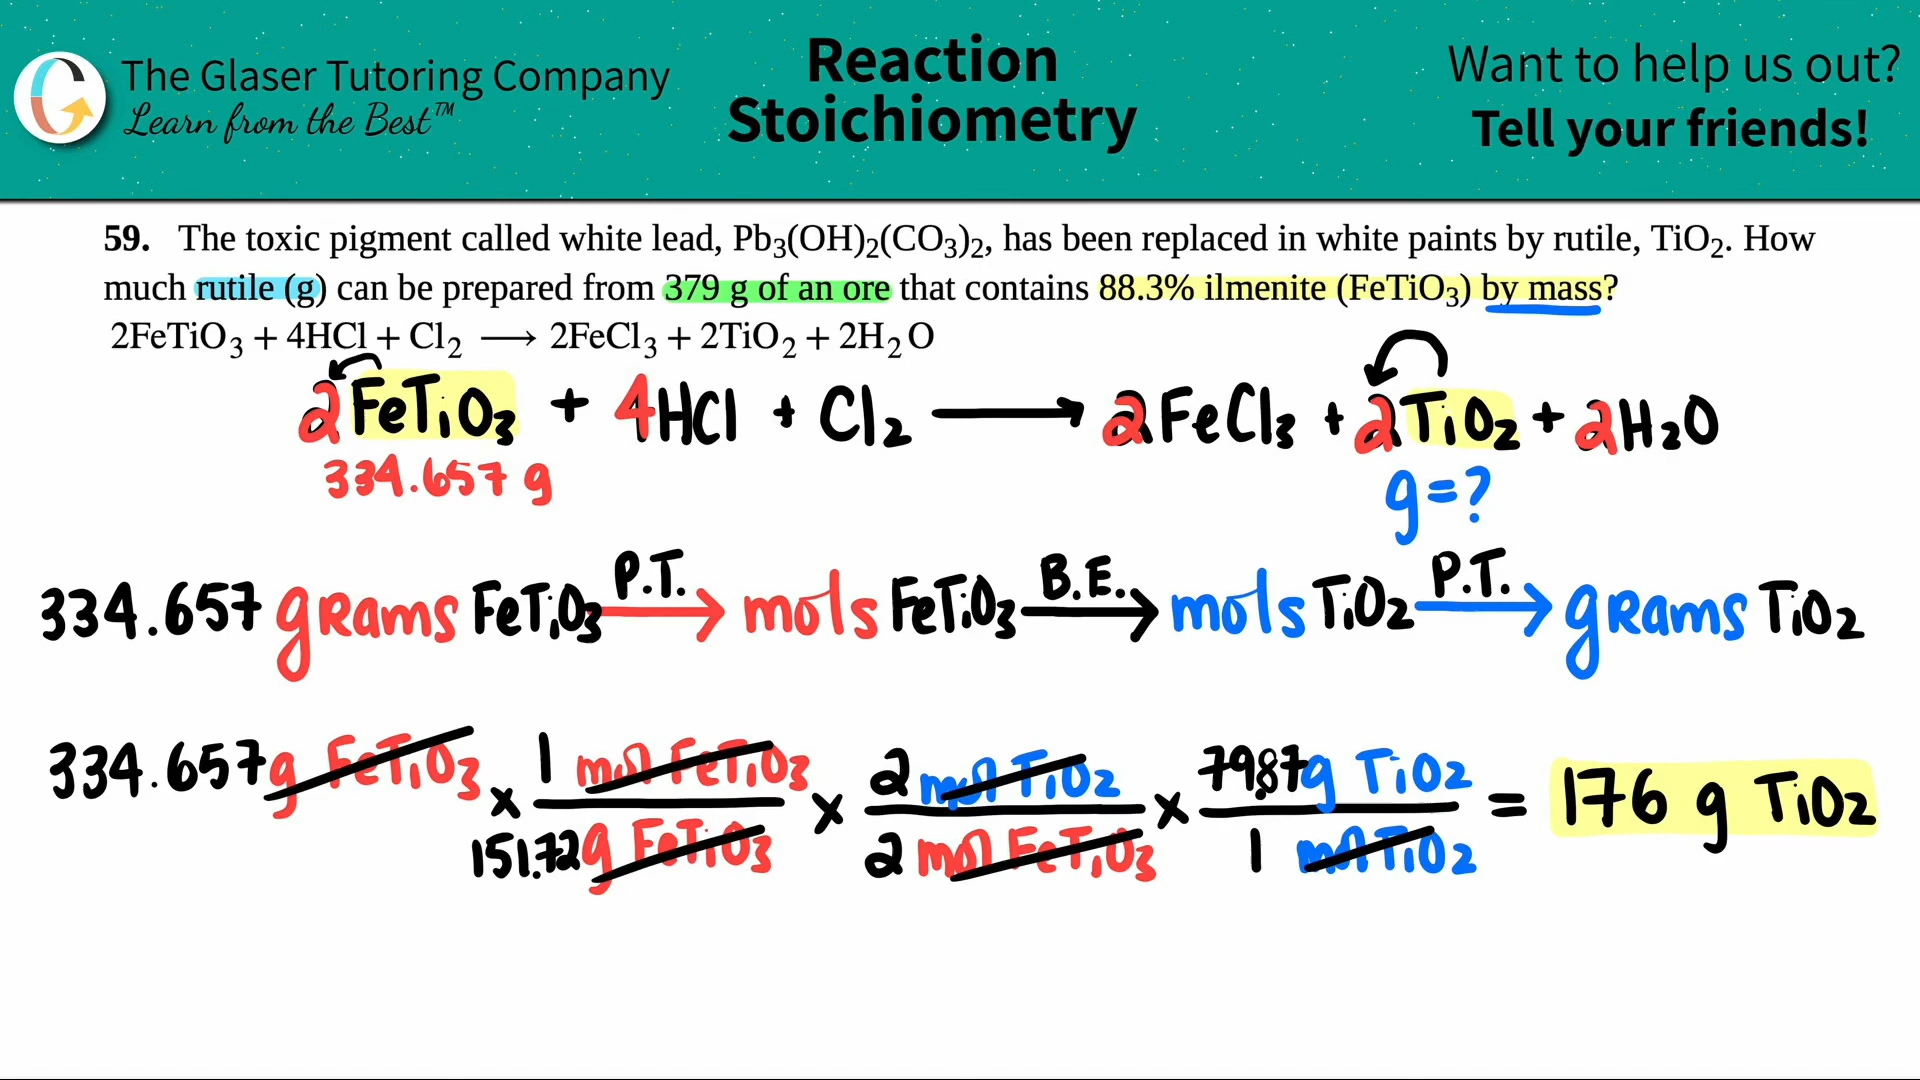 The Glaser Tutoring Company
Learn from the Best™
Reaction
Stoichiometry
Want to help us out?
Tell your friends!
59. The toxic pigment called white lead, Pb₃(OH)₂(CO₃)₂, has been replaced in white paints by rutile, TiO₂. How
much rutile (g) can be prepared from 379 g of an ore that contains 88.3% ilmenite (FeTiO₃) by mass?
2FeTiO₃ + 4HCl + Cl₂ ⟶ 2FeCl₃ + 2TiO₂ + 2H₂O
2FeTiO₃ + 4HCl + Cl₂ ⟶ 2FeCl₃ + 2TiO₂ + 2H₂O
334.657 g
g=?
P.T. B.E. P.T.
334.657 grams FeTiO₃ → mols FeTiO₃ → mols TiO₂ → grams TiO₂
1 mol FeTiO₃ 2 mol TiO₂ 79.87g TiO₂
334.657g FeTiO₃ x x x = 176 g TiO₂
151.72g FeTiO₃ 2 mol FeTiO₃ 1 mol TiO₂